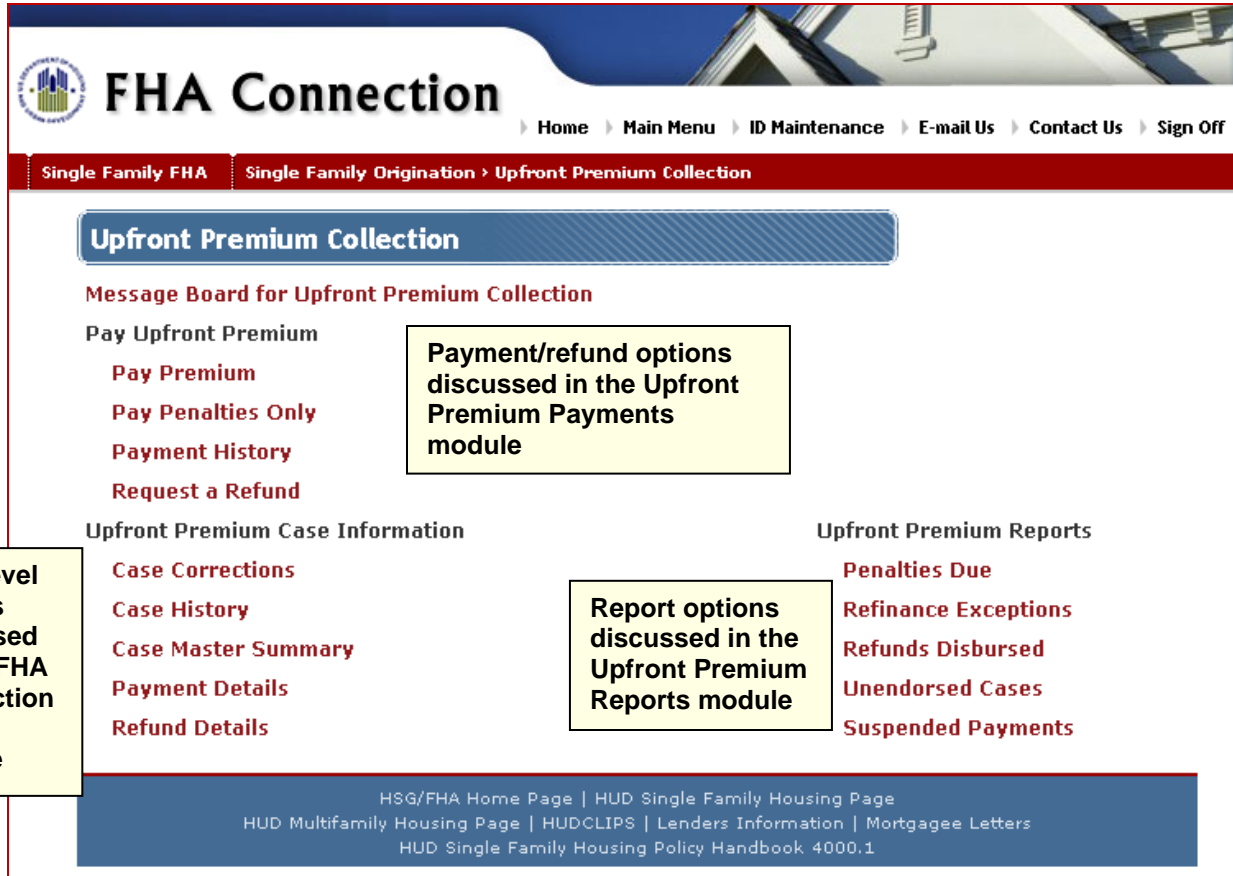 FHA Connection
Home Main Menu ID Maintenance E-mail Us Contact Us Sign Off
Single Family FHA Single Family Origination › Upfront Premium Collection
Upfront Premium Collection
Message Board for Upfront Premium Collection
Pay Upfront Premium
Pay Premium
Pay Penalties Only
Payment History
Request a Refund
Payment/refund options
discussed in the Upfront
Premium Payments
module
Upfront Premium Case Information
Case Corrections
Case History
Case Master Summary
Payment Details
Refund Details
FHA
Report options
discussed in the
Upfront Premium
Reports module
Upfront Premium Reports
Penalties Due
Refinance Exceptions
Refunds Disbursed
Unendorsed Cases
Suspended Payments
HSG/FHA Home Page | HUD Single Family Housing Page
HUD Multifamily Housing Page | HUDCLIPS | Lenders Information | Mortgagee Letters
HUD Single Family Housing Policy Handbook 4000.1